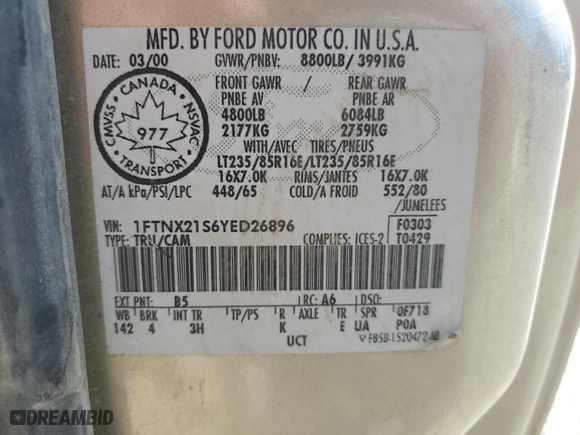 MFD. BY FORD MOTOR CO. IN U.S.A.
DATE: 03/00 GVWR/PNBV: 8800LB/ 3991KG
FRONT GAWR/ REAR GAWR/
PNBE AV PNBE AR
4800LB 6084LB
2177KG 2759KG
WITH/AVEC TIRES/PNEUS
LT235/85R16E/LT235/85R16E
16X7.0K RIMS/JANTES 16X7.0K
AT/A kPa/PSI/LPC 448/65 COLD/A FROID 552/80
/JUMELEES
CMVSS CANADA NSVAC
977
TRANSPORT
VIN: 1FTNX21S6YED26896 F0303
TYPE: TRU/CAM COMPLIES: ICES-2 T0429
EXT PNT: B5 RC: A6 DSO:
WB BRK INT TR TP/PS R AXLE TR SPR 0F718
142 4 3H K E UA POA
UCT F85B-1520472-AB
©DREAMBID